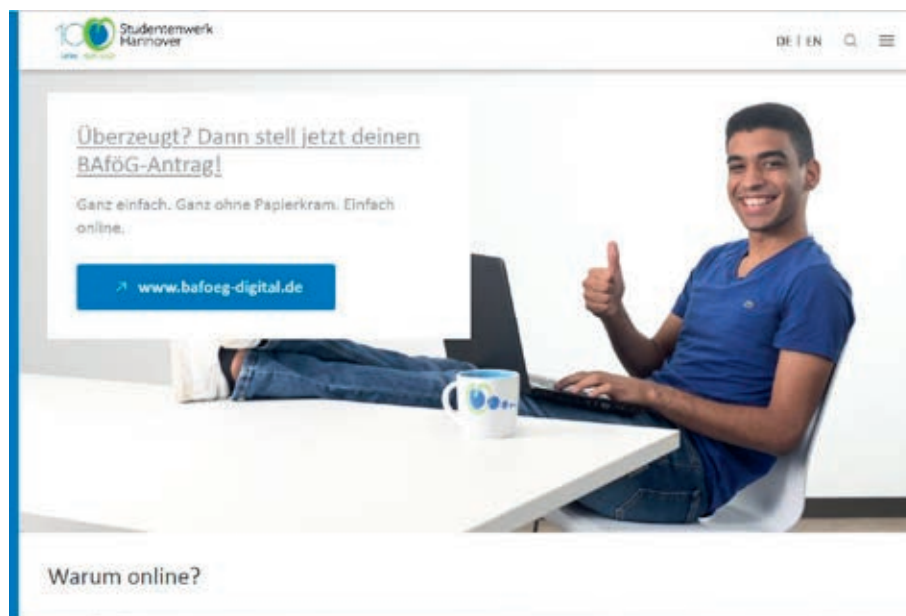 100
Studentenwerk
Hannover
DE | EN
Überzeugt? Dann stell jetzt deinen
BAföG-Antrag!
Ganz einfach. Ganz ohne Papierkram. Einfach
online.
www.bafoeg-digital.de
Warum online?